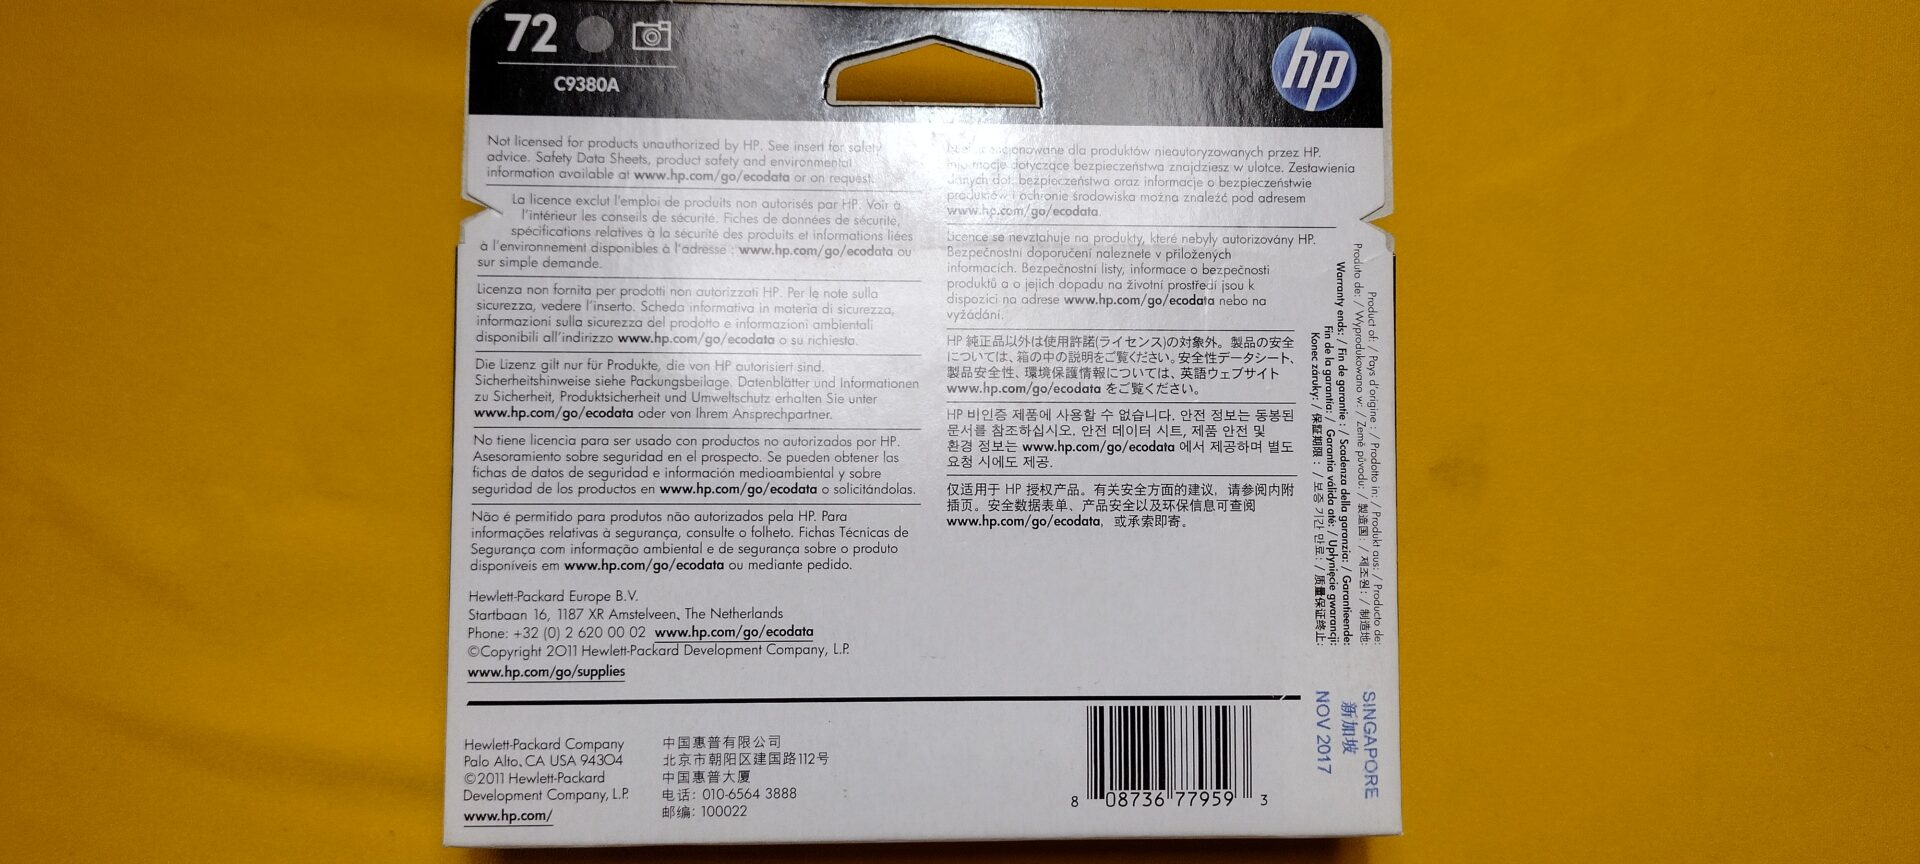 72
C9380A
hp
Not licensed for products unauthorized by HP. See insert for safety
advice. Safety Data Sheets, product safety and environmental
information available at www.hp.com/go/ecodata or on request.
La licence exclut l'emploi de produits non autorisés par HP. Voir à
l'intérieur les conseils de sécurité. Fiches de données de sécurité,
spécifications relatives à la sécurité des produits et informations liées
à l'environnement disponibles à l'adresse : www.hp.com/go/ecodata ou
sur simple demande.
Licenza non fornita per prodotti non autorizzati HP. Per le note sulla
sicurezza, vedere l'inserto. Scheda informativa in materia di sicurezza,
informazioni sulla sicurezza del prodotto e informazioni ambientali
disponibili all'indirizzo www.hp.com/go/ecodata o su richiesta.
Die Lizenz gilt nur für Produkte, die von HP autorisiert sind.
Sicherheitshinweise siehe Packungsbeilage. Datenblätter und Informationen
zu Sicherheit, Produktsicherheit und Umweltschutz erhalten Sie unter
www.hp.com/go/ecodata oder von Ihrem Ansprechpartner.
No tiene licencia para ser usado con productos no autorizados por HP.
Asesoramiento sobre seguridad en el prospecto. Se pueden obtener las
fichas de datos de seguridad e información medioambiental y sobre
seguridad de los productos en www.hp.com/go/ecodata o solicitándolas.
Não é permitido para produtos não autorizados pela HP. Para
informações relativas à segurança, consulte o folheto. Fichas Técnicas de
Segurança com informação ambiental e de segurança sobre o produto
disponíveis em www.hp.com/go/ecodata ou mediante pedido.
Hewlett-Packard Europe B.V.
Startbaan 16, 1187 XR Amstelveen, The Netherlands
Phone: +32 (0) 2 620 00 02 www.hp.com/go/ecodata
©Copyright 2011 Hewlett-Packard Development Company, L.P.
www.hp.com/go/supplies
dla produktów nieautoryzowanych przez HP.
dotyczące bezpieczeństwa znajdziesz w ulotce. Zestawienia
danych dot. bezpieczeństwa oraz informacje o bezpieczeństwie
produktów i ochronie środowiska można znaleźć pod adresem
www.hp.com/go/ecodata.
Licence se nevztahuje na produkty, které nebyly autorizovány HP.
Bezpečnostní doporučení naleznete v přiložených
informacích. Bezpečnostní listy, informace o bezpečnosti
produktů a o jejich dopadu na životní prostředí jsou k
dispozici na adrese www.hp.com/go/ecodata nebo na
vyžádání.
HP 純正品以外は使用許諾(ライセンス)の対象外。製品の安全
については、箱の中の説明をご覧ください。安全性データシート、
製品安全性、環境保護情報については、英語ウェブサイト
www.hp.com/go/ecodata をご覧ください。
HP 비인증 제품에 사용할 수 없습니다. 안전 정보는 동봉된
문서를 참조하십시오. 안전 데이터 시트, 제품 안전 및
환경 정보는 www.hp.com/go/ecodata 에서 제공하며 별도
요청 시에도 제공.
仅适用于 HP 授权产品。有关安全方面的建议，请参阅内附
插页。安全数据表单、产品安全以及环保信息可查阅
www.hp.com/go/ecodata，或承索即寄。
Product of: / Pays d'origine : / Prodotto in: / Produkt aus: / Producto de:
Produto de: / Wyprodukowano w: / Země původu: / 製造国: / 제조원: / 制造地:
Warranty ends: / Fin de garantie : / Scadenza della garanzia: / Garantieende:
Fin de la garantía: / Garantia válida até: / Upłynięcie gwarancji:
Konec záruky: / 保証期限: / 보증 기간 만료: / 质量保证终止:
SINGAPORE
新加坡
NOV 2017
Hewlett-Packard Company
Palo Alto, CA USA 94304
©2011 Hewlett-Packard
Development Company, L.P.
www.hp.com/
中国惠普有限公司
北京市朝阳区建国路112号
中国惠普大厦
电话: 010-6564 3888
邮编: 100022
8 08736 77959 3